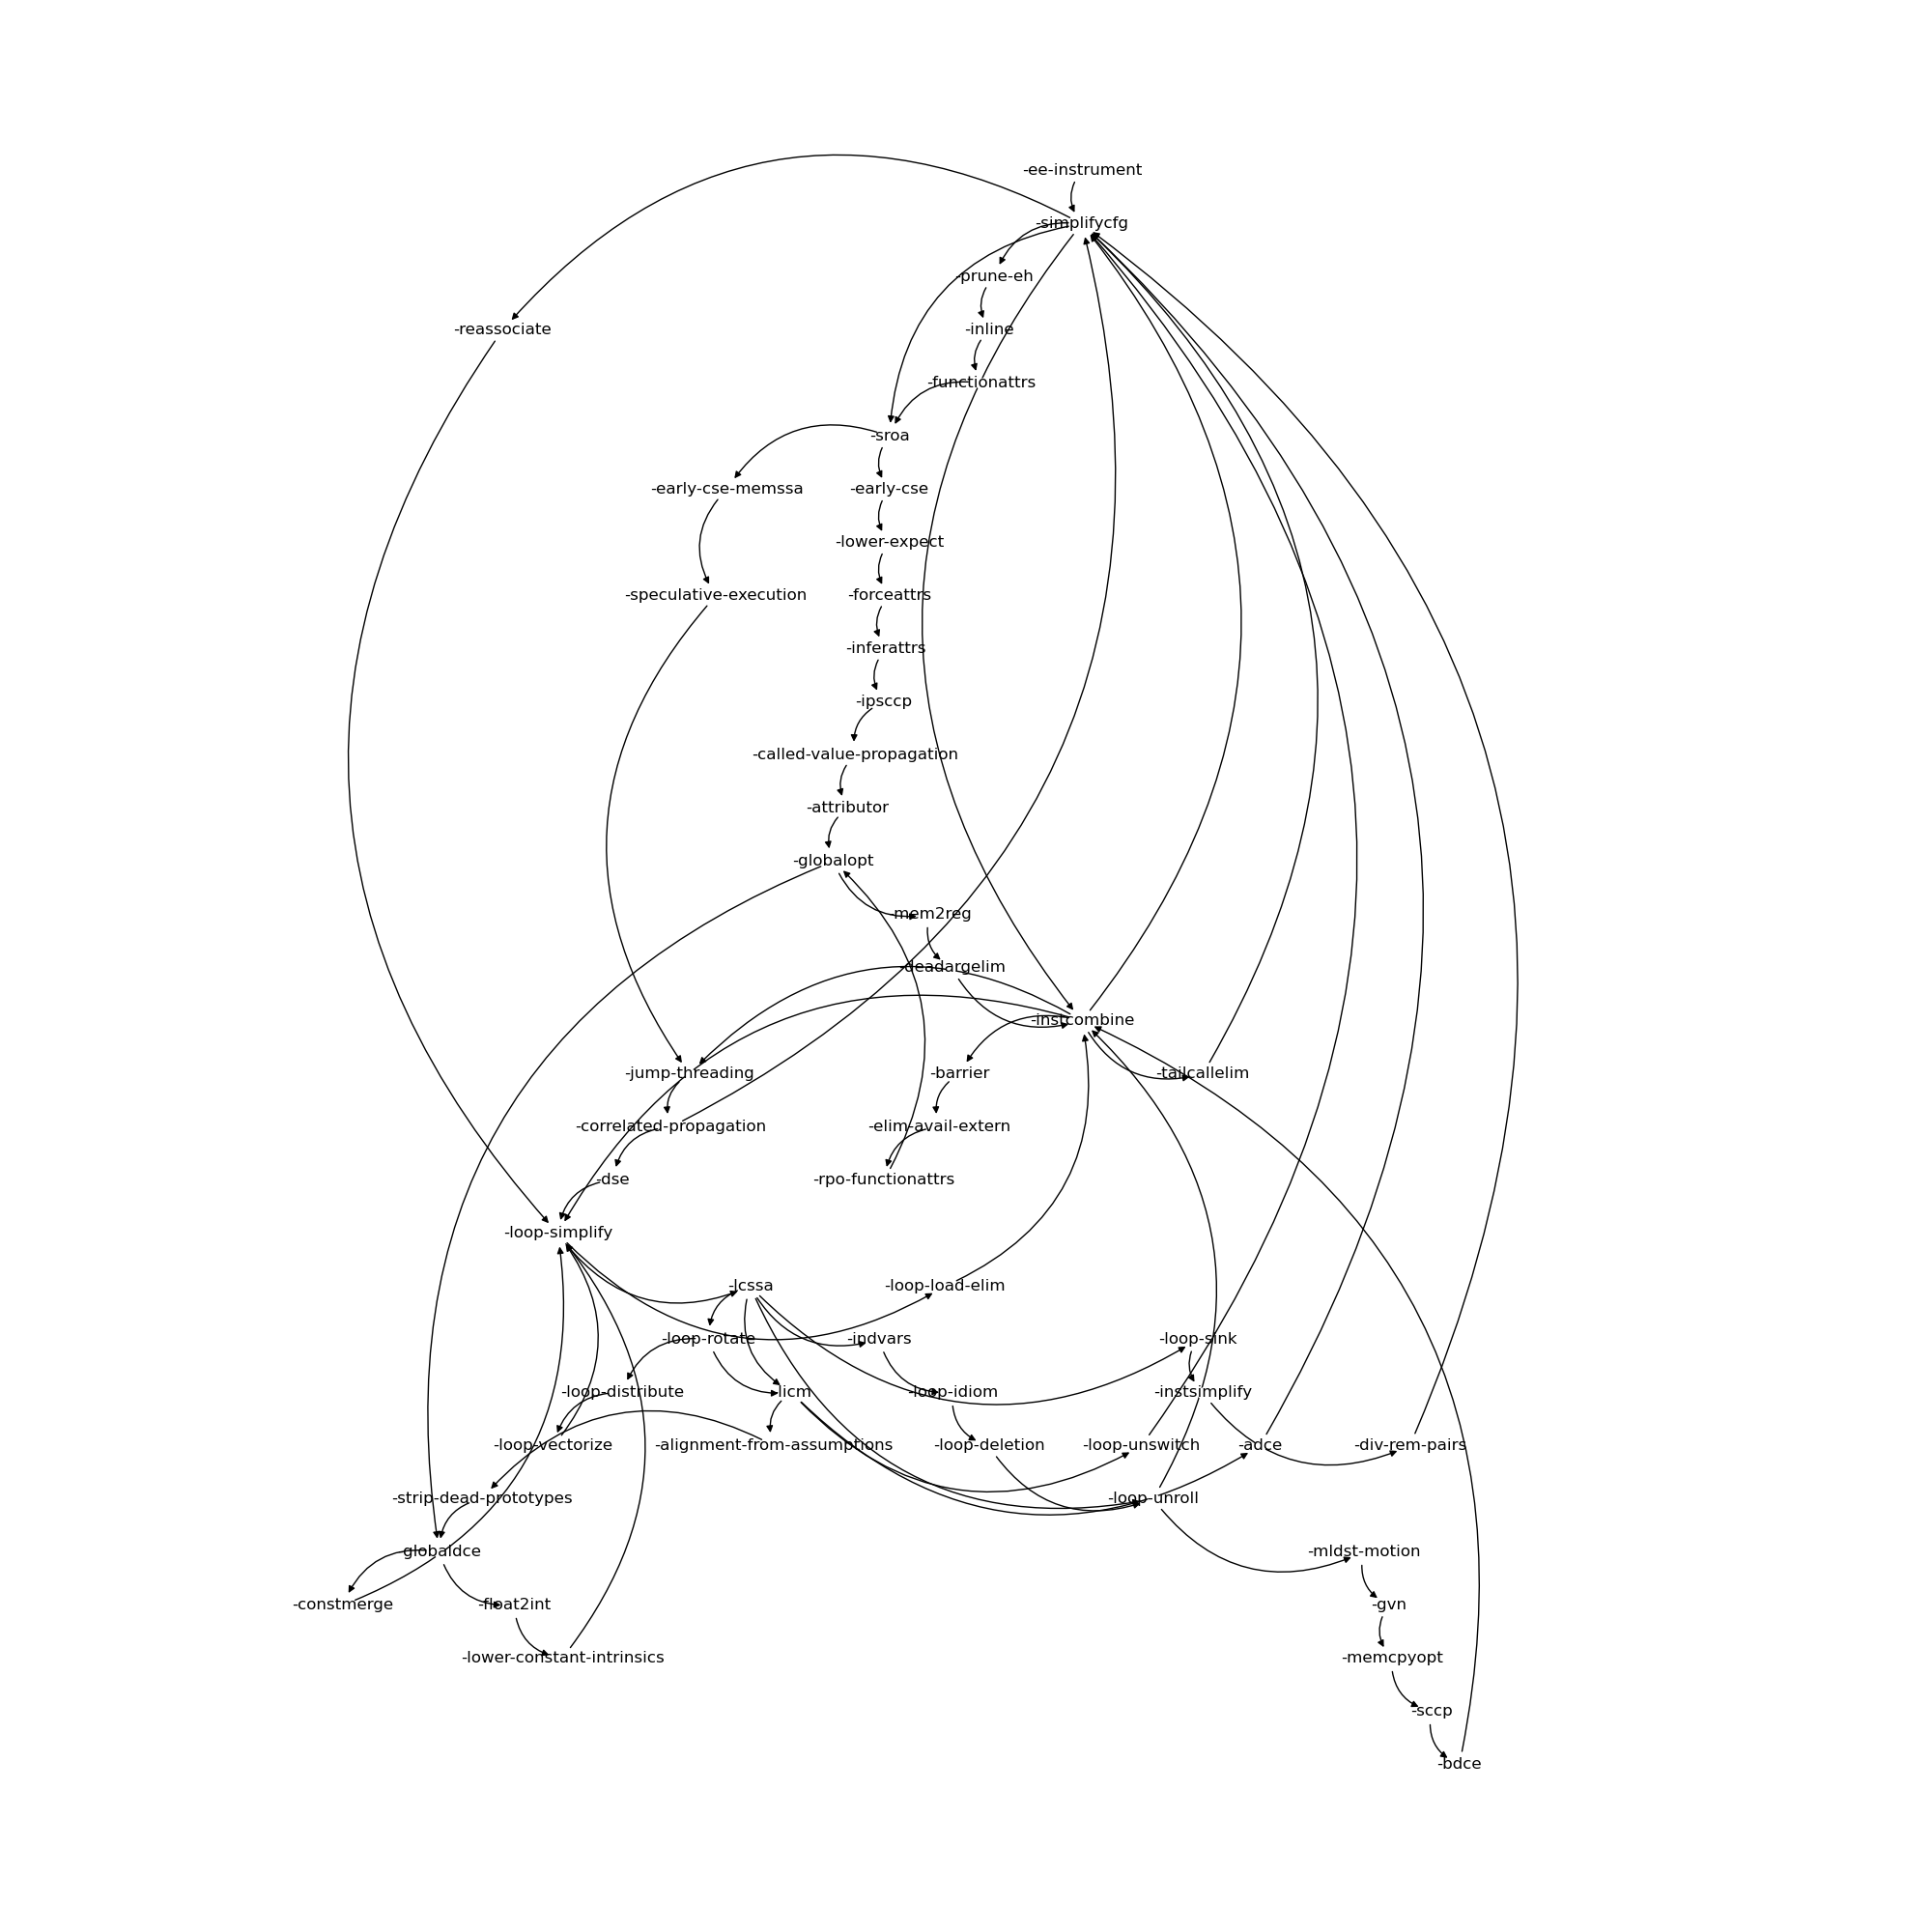 -ee-instrument
-simplifycfg
-prune-eh
-reassociate
-inline
-functionattrs
-sroa
-early-cse-memssa
-early-cse
-lower-expect
-speculative-execution
-forceattrs
-inferattrs
-ipsccp
-called-value-propagation
-attributor
-globalopt
-mem2reg
-deadargelim
-instcombine
-jump-threading
-barrier
-tailcallelim
-correlated-propagation
-elim-avail-extern
-dse
-rpo-functionattrs
-loop-simplify
-lcssa
-loop-load-elim
-loop-rotate
-indvars
-loop-sink
-loop-distribute
-licm
-loop-idiom
-instsimplify
-loop-vectorize
-alignment-from-assumptions
-loop-deletion
-loop-unswitch
-adce
-div-rem-pairs
-strip-dead-prototypes
-loop-unroll
-globaldce
-mldst-motion
-constmerge
-float2int
-gvn
-lower-constant-intrinsics
-memcpyopt
-sccp
-bdce